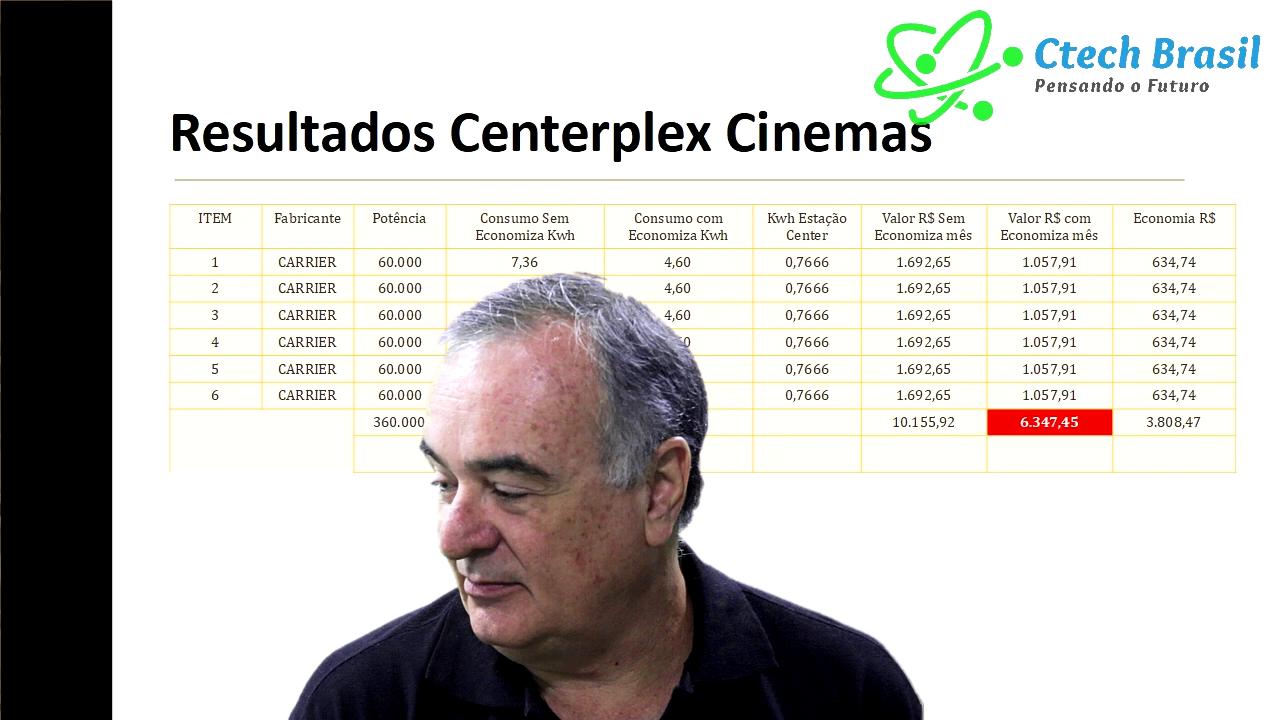 Ctech Brasil
Pensando o Futuro
Resultados Centerplex Cinemas
ITEM Fabricante Potência Consumo Sem Economiza Kwh Consumo com Economiza Kwh Kwh Estação Center Valor R$ Sem Economiza mês Valor R$ com Economiza mês Economia R$
1 CARRIER 60.000 7,36 4,60 0,7666 1.692,65 1.057,91 634,74
2 CARRIER 60.000 4,60 0,7666 1.692,65 1.057,91 634,74
3 CARRIER 60.000 4,60 0,7666 1.692,65 1.057,91 634,74
4 CARRIER 60.000 0,7666 1.692,65 1.057,91 634,74
5 CARRIER 60.000 0,7666 1.692,65 1.057,91 634,74
6 CARRIER 60.000 0,7666 1.692,65 1.057,91 634,74
360.000 10.155,92 6.347,45 3.808,47